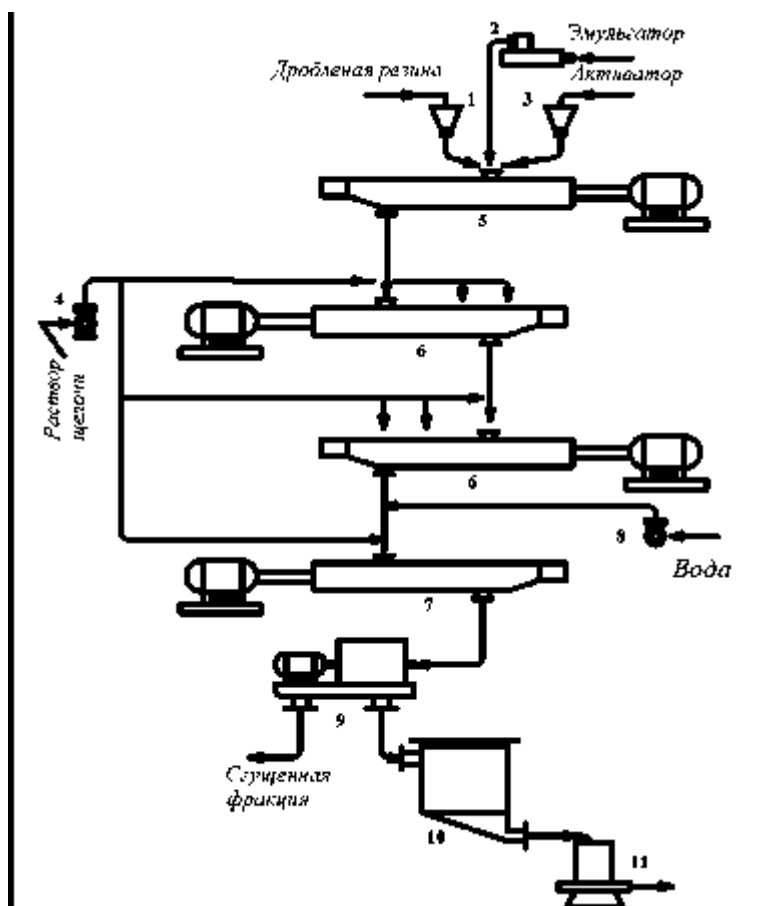 2
Эмульгатор
Дробленая резина
Активатор
1
3
5
4
6
Раствор
щелочи
6
8
Вода
7
9
Сгущенная
фракция
10
11